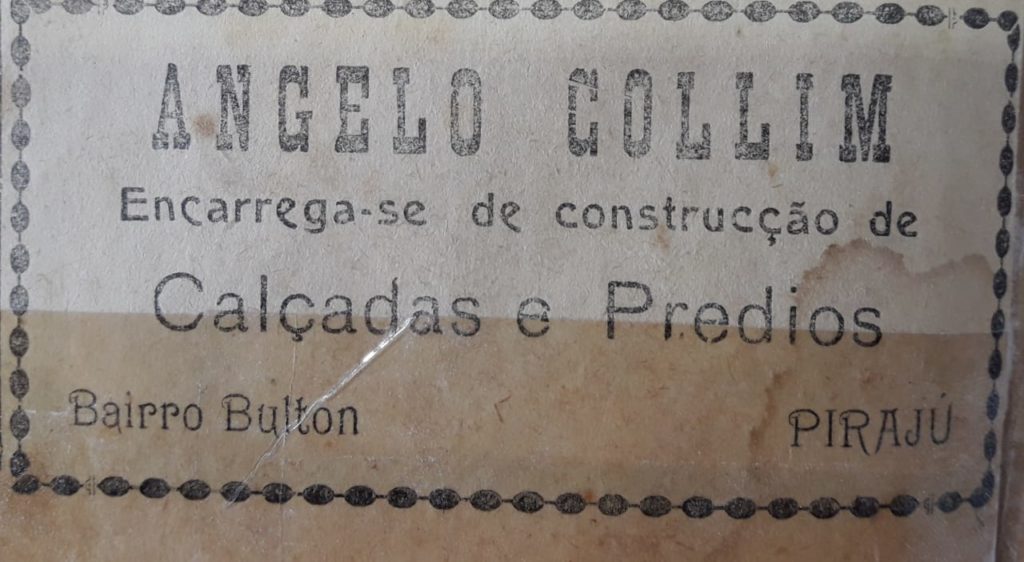 ANGELO COLLIM
Encarrega-se de construcção de
Calçadas e Predios
Bairro Bulton PIRAJÚ